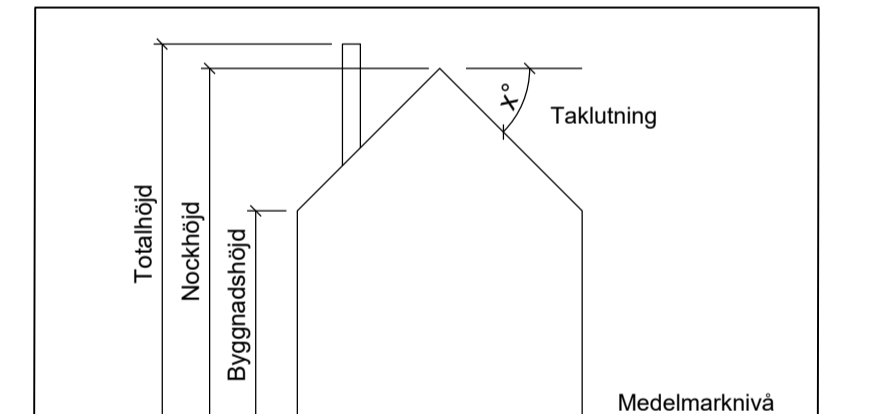 Totalhöjd
Nockhöjd
Byggnadshöjd
x°
Taklutning
Medelmarknivå